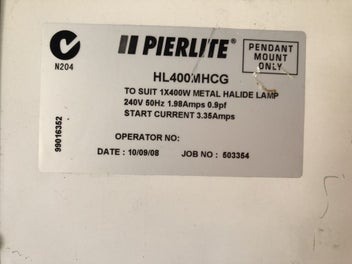 PIERLITE®
PENDANT
MOUNT
ONLY
N204
HL400MHCG
TO SUIT 1X400W METAL HALIDE LAMP
240V 50Hz 1.98Amps 0.9pf
START CURRENT 3.35Amps
99016352
OPERATOR NO:
DATE : 10/09/08 JOB NO : 503354